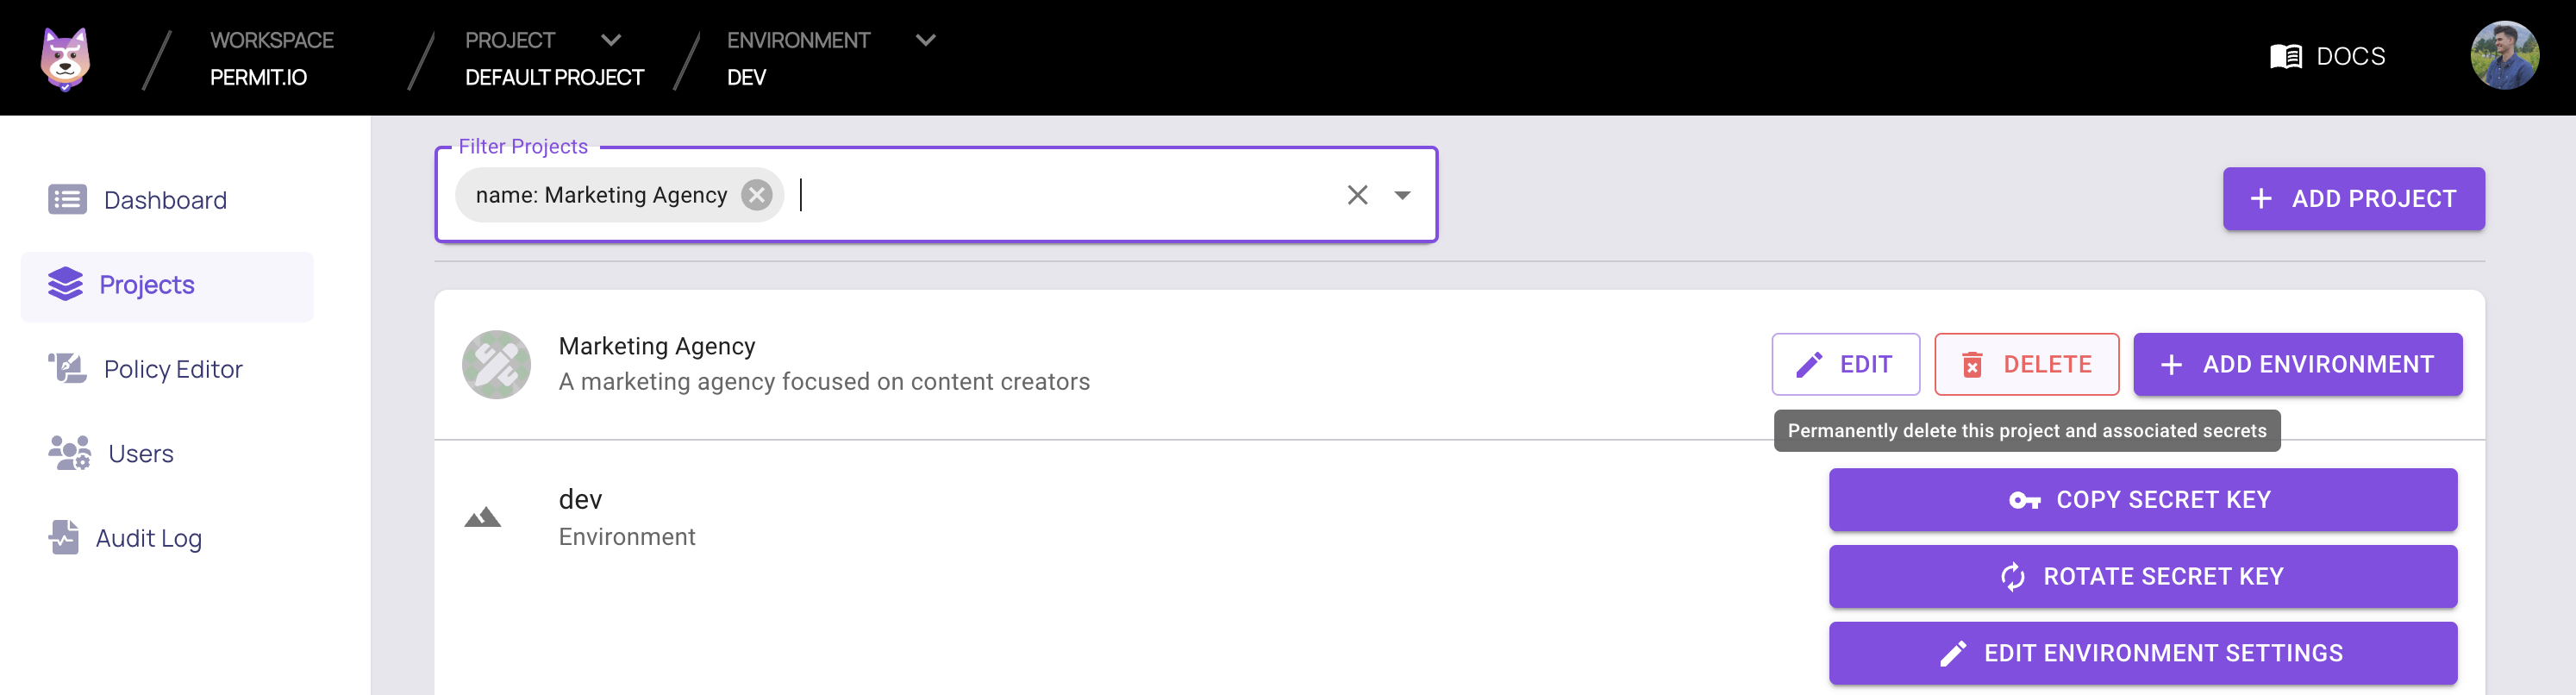 WORKSPACE
PERMIT.IO
PROJECT
DEFAULT PROJECT
ENVIRONMENT
DEV
DOCS
Dashboard
Projects
Policy Editor
Users
Audit Log
Filter Projects
name: Marketing Agency
ADD PROJECT
Marketing Agency
A marketing agency focused on content creators
EDIT
DELETE
ADD ENVIRONMENT
Permanently delete this project and associated secrets
dev
Environment
COPY SECRET KEY
ROTATE SECRET KEY
EDIT ENVIRONMENT SETTINGS